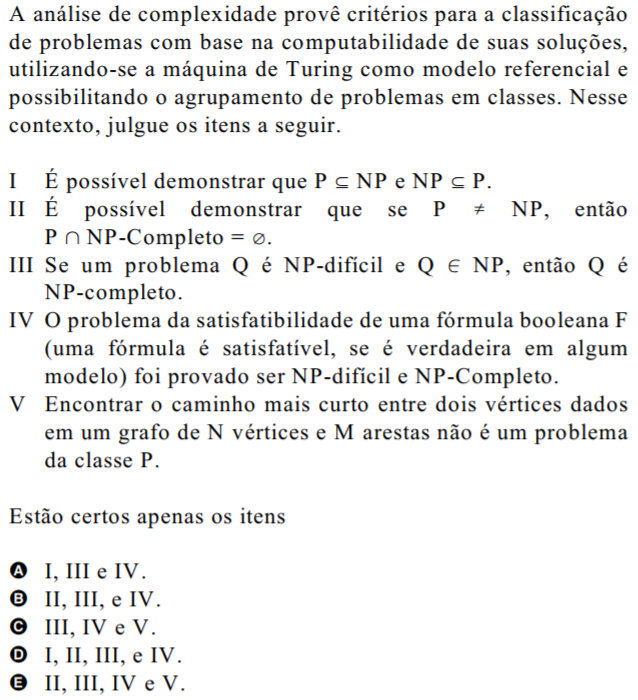 A análise de complexidade provê critérios para a classificação
de problemas com base na computabilidade de suas soluções,
utilizando-se a máquina de Turing como modelo referencial e
possibilitando o agrupamento de problemas em classes. Nesse
contexto, julgue os itens a seguir.
I É possível demonstrar que P ⊆ NP e NP ⊆ P.
II É possível demonstrar que se P ≠ NP, então
P ∩ NP-Completo = ∅.
III Se um problema Q é NP-difícil e Q ∈ NP, então Q é
NP-completo.
IV O problema da satisfatibilidade de uma fórmula booleana F
(uma fórmula é satisfatível, se é verdadeira em algum
modelo) foi provado ser NP-difícil e NP-Completo.
V Encontrar o caminho mais curto entre dois vértices dados
em um grafo de N vértices e M arestas não é um problema
da classe P.
Estão certos apenas os itens
A I, III e IV.
B II, III, e IV.
C III, IV e V.
D I, II, III, e IV.
E II, III, IV e V.